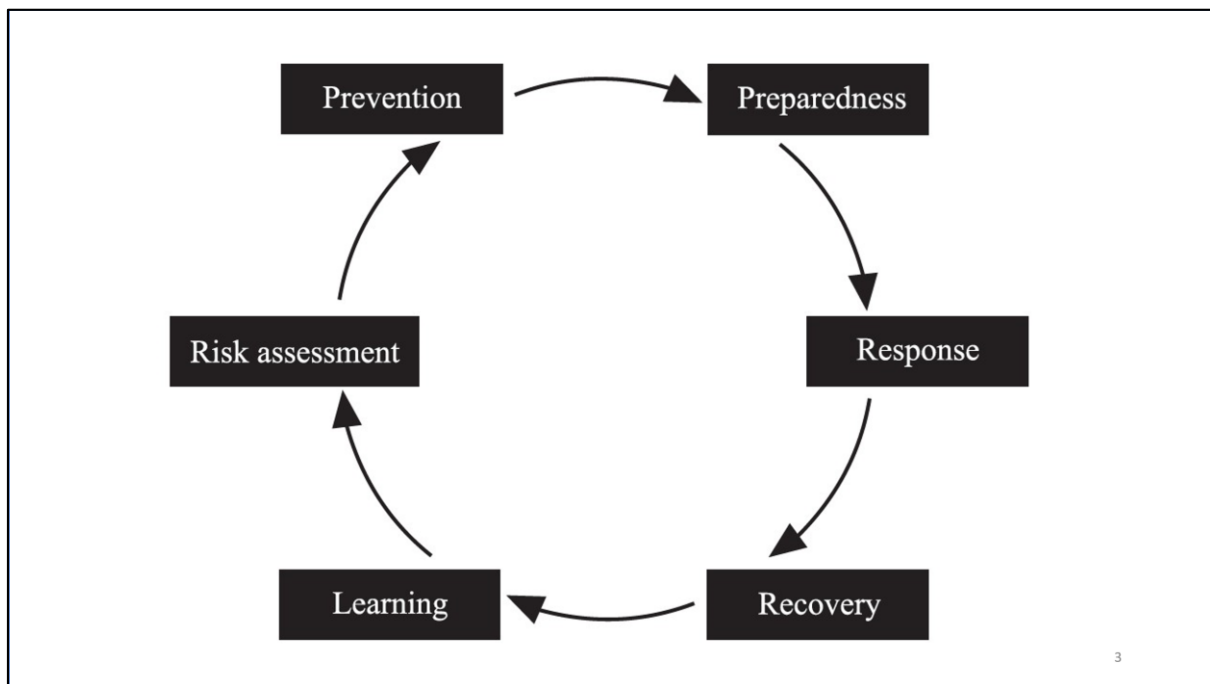 Prevention
Preparedness
Risk assessment
Response
Learning
Recovery
3